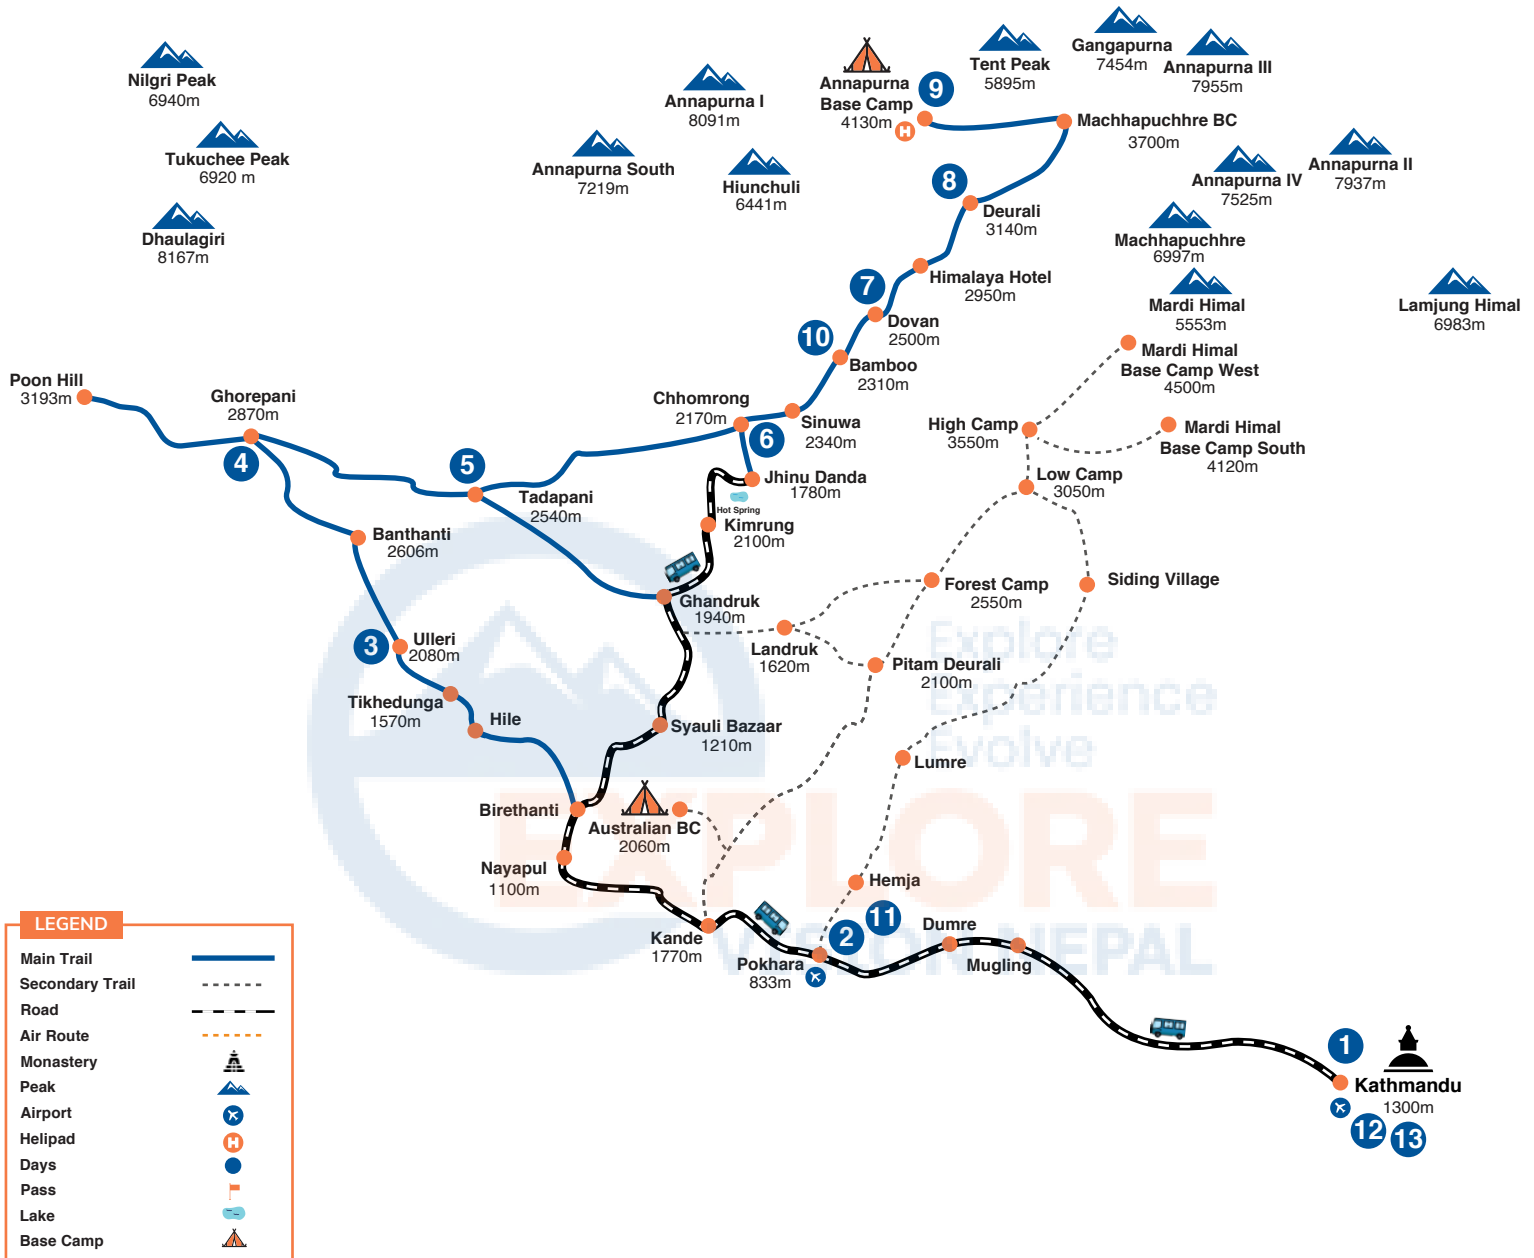 Nilgri Peak
6940m
Tukuchee Peak
6920 m
Dhaulagiri
8167m
Annapurna I
8091m
Annapurna South
7219m
Hiunchuli
6441m
Annapurna
Base Camp
4130m
H
9
Tent Peak
5895m
Gangapurna
7454m
Annapurna III
7955m
Machhapuchhre BC
3700m
Annapurna IV
7525m
Annapurna II
7937m
Machhapuchhre
6997m
Mardi Himal
5553m
Lamjung Himal
6983m
8
Deurali
3140m
Himalaya Hotel
2950m
7
Dovan
2500m
10
Bamboo
2310m
Mardi Himal
Base Camp West
4500m
Poon Hill
3193m
Ghorepani
2870m
4
Chhomrong
2170m
6
Sinuwa
2340m
High Camp
3550m
Mardi Himal
Base Camp South
4120m
5
Tadapani
2540m
Jhinu Danda
1780m
Hot Spring
Low Camp
3050m
Banthanti
2606m
Kimrung
2100m
Ghandruk
1940m
Forest Camp
2550m
Siding Village
3
Ulleri
2080m
Landruk
1620m
Pitam Deurali
2100m
Explore
Experience
Evolve
Tikhedunga
1570m
Hile
Syauli Bazaar
1210m
Lumre
Birethanti
Australian BC
2060m
EXPLORE
VISION NEPAL
Nayapul
1100m
Hemja
Kande
1770m
2
11
Pokhara
833m
Dumre
Mugling
1
Kathmandu
1300m
12
13
LEGEND
Main Trail
Secondary Trail
Road
Air Route
Monastery
Peak
Airport
Helipad
H
Days
Pass
Lake
Base Camp